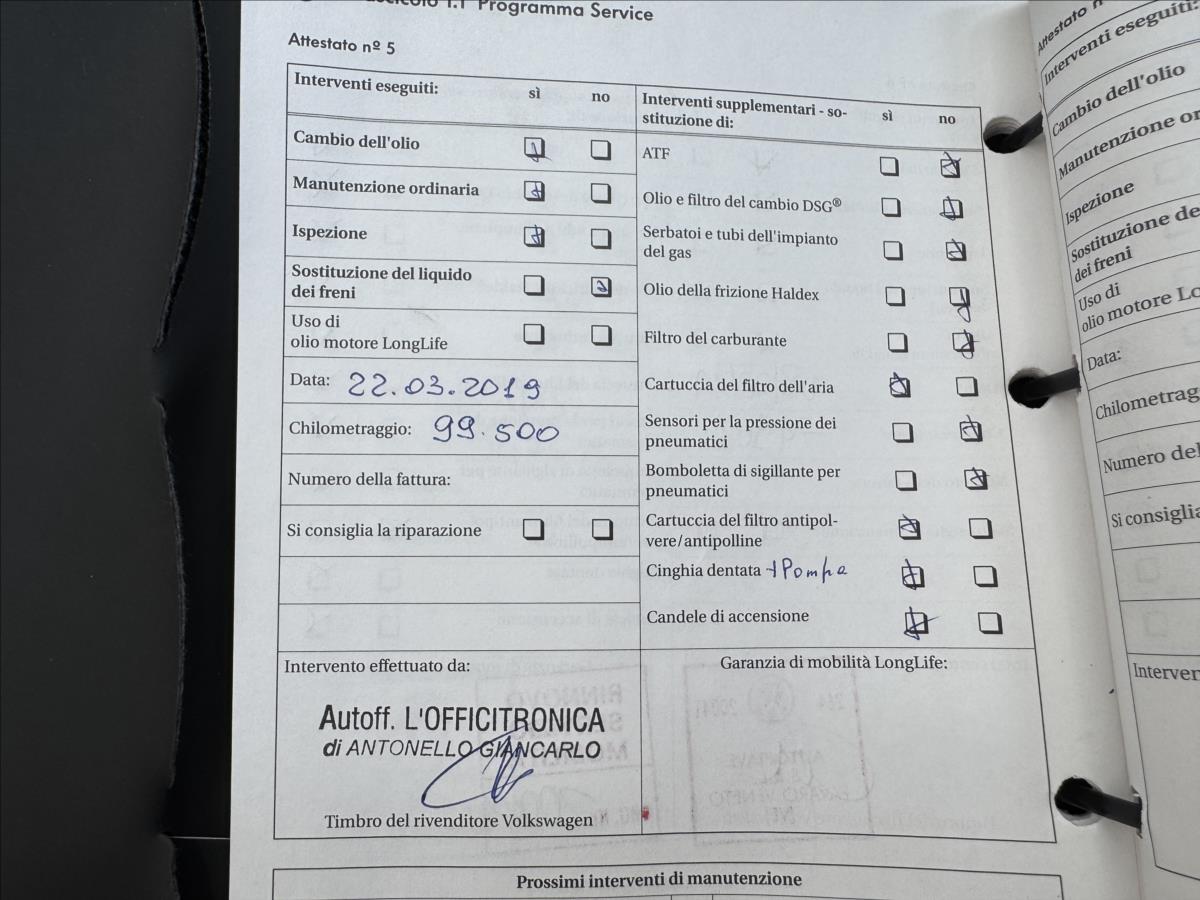 1.1 Programma Service
Attestato nº 5
Interventi eseguiti: sì no
Cambio dell'olio
Manutenzione ordinaria
Ispezione
Sostituzione del liquido
dei freni
Uso di
olio motore LongLife
Data: 22.03.2019
Chilometraggio: 99.500
Numero della fattura:
Si consiglia la riparazione
Interventi supplementari - so-
stituzione di: sì no
ATF
Olio e filtro del cambio DSG®
Serbatoi e tubi dell'impianto
del gas
Olio della frizione Haldex
Filtro del carburante
Cartuccia del filtro dell'aria
Sensori per la pressione dei
pneumatici
Bomboletta di sigillante per
pneumatici
Cartuccia del filtro antipol-
vere/antipolline
Cinghia dentata +Pompa
Candele di accensione
Intervento effettuato da:
Autoff. L'OFFICITRONICA
di ANTONELLO GIANCARLO
Timbro del rivenditore Volkswagen
Garanzia di mobilità LongLife:
Prossimi interventi di manutenzione
Attestato n
Interventi eseguiti:
Cambio dell'olio
Manutenzione or
Ispezione
Sostituzione de
dei freni
Uso di
olio motore Lo
Data:
Chilometrag
Numero del
Si consiglia
Interven